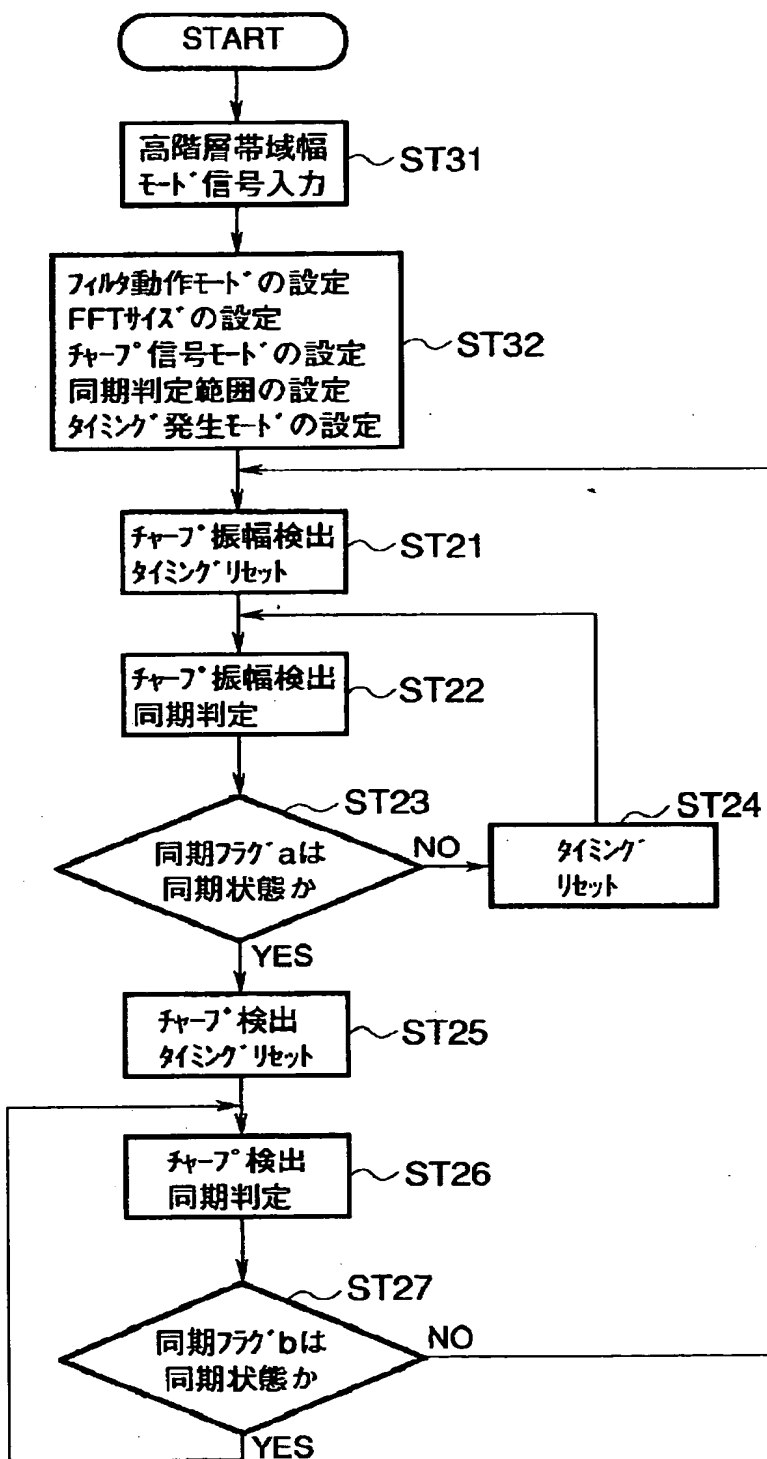 START
高階層帯域幅
モード信号入力
ST31
フィルタ動作モードの設定
FFTサイズの設定
チャープ信号モードの設定
同期判定範囲の設定
タイミング発生モードの設定
ST32
チャープ振幅検出
タイミングリセット
ST21
チャープ振幅検出
同期判定
ST22
ST23
同期フラグaは
同期状態か
NO
ST24
タイミング
リセット
YES
チャープ検出
タイミングリセット
ST25
チャープ検出
同期判定
ST26
ST27
同期フラグbは
同期状態か
NO
YES